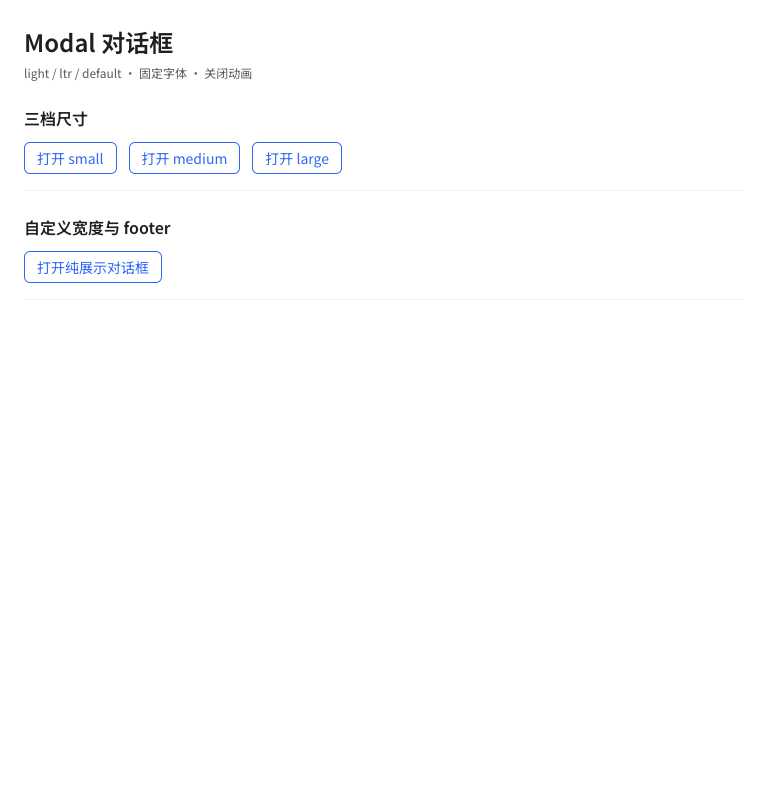 Modal 对话框
light / ltr / default ・ 固定字体 ・ 关闭动画
三档尺寸
打开 small 打开 medium 打开 large
自定义宽度与 footer
打开纯展示对话框